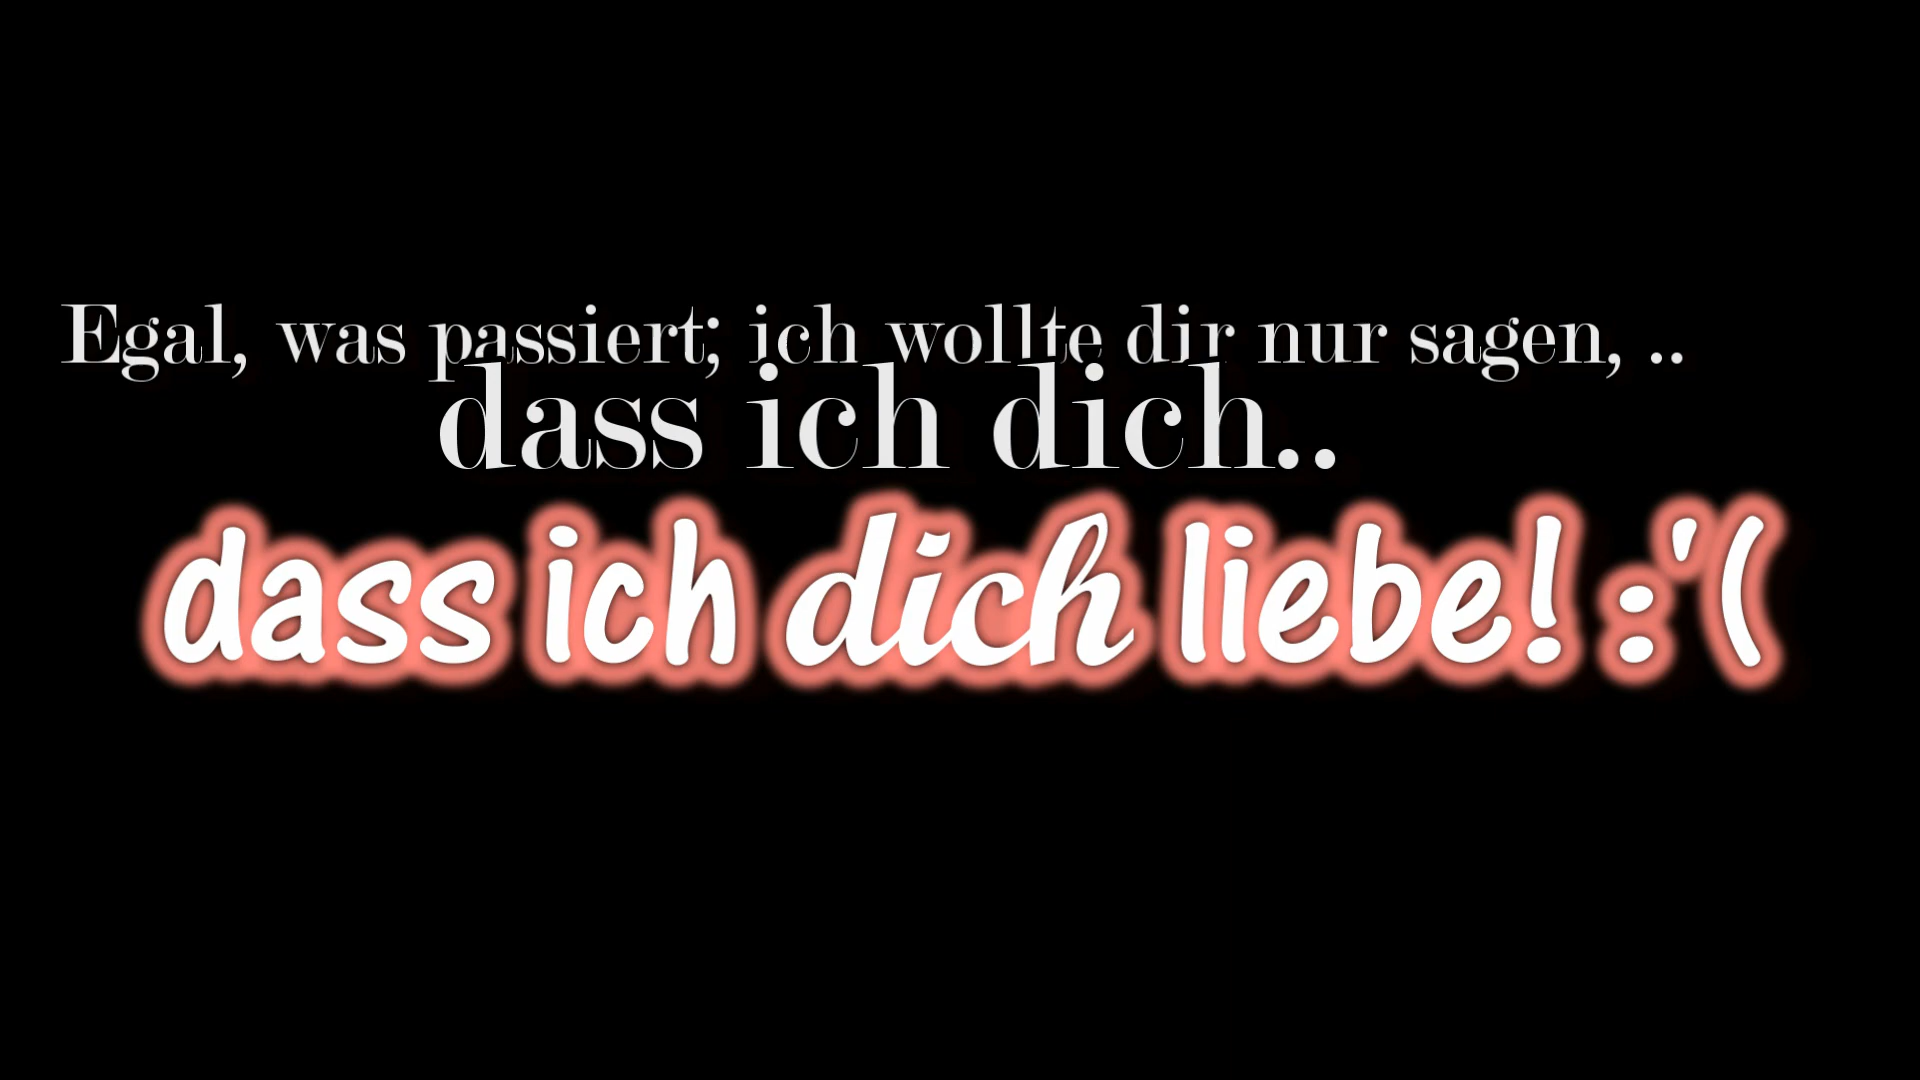 Egal, was passiert; ich wollte dir nur sagen, ..
dass ich dich..
dass ich dich liebe! :'(